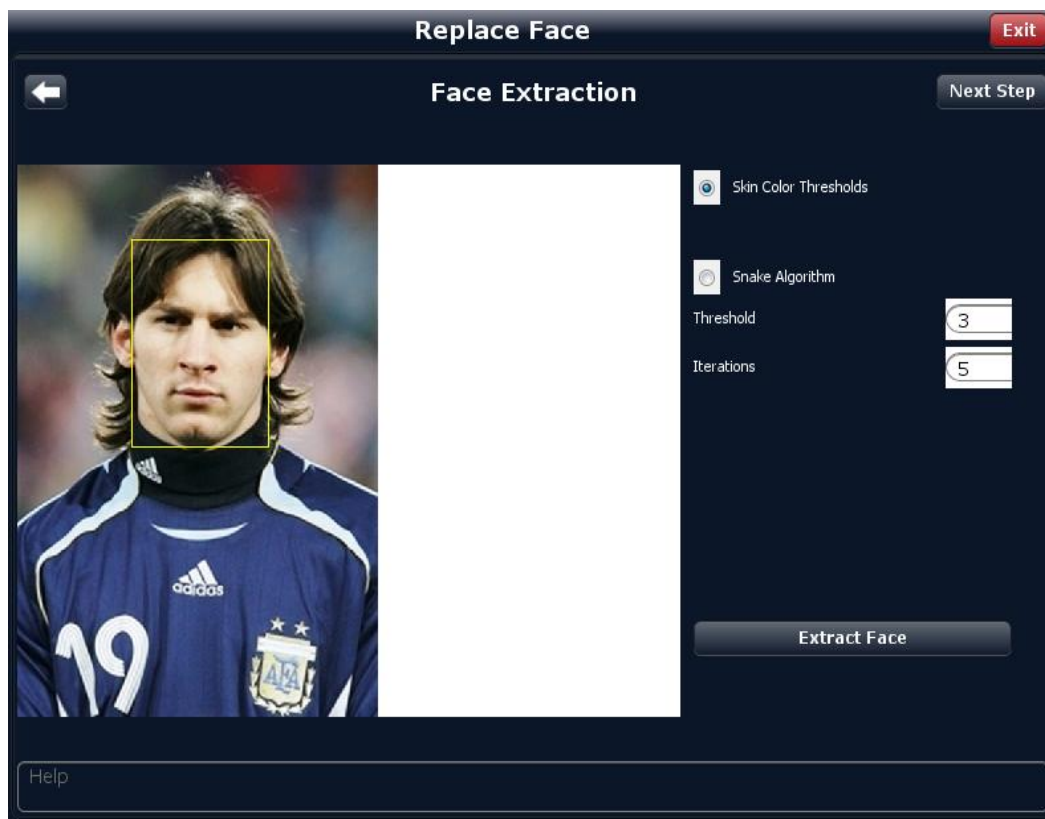 Replace Face
Exit
Face Extraction
Next Step
Skin Color Thresholds
Snake Algorithm
Threshold
3
Iterations
5
adidas
19
AFA
Extract Face
Help